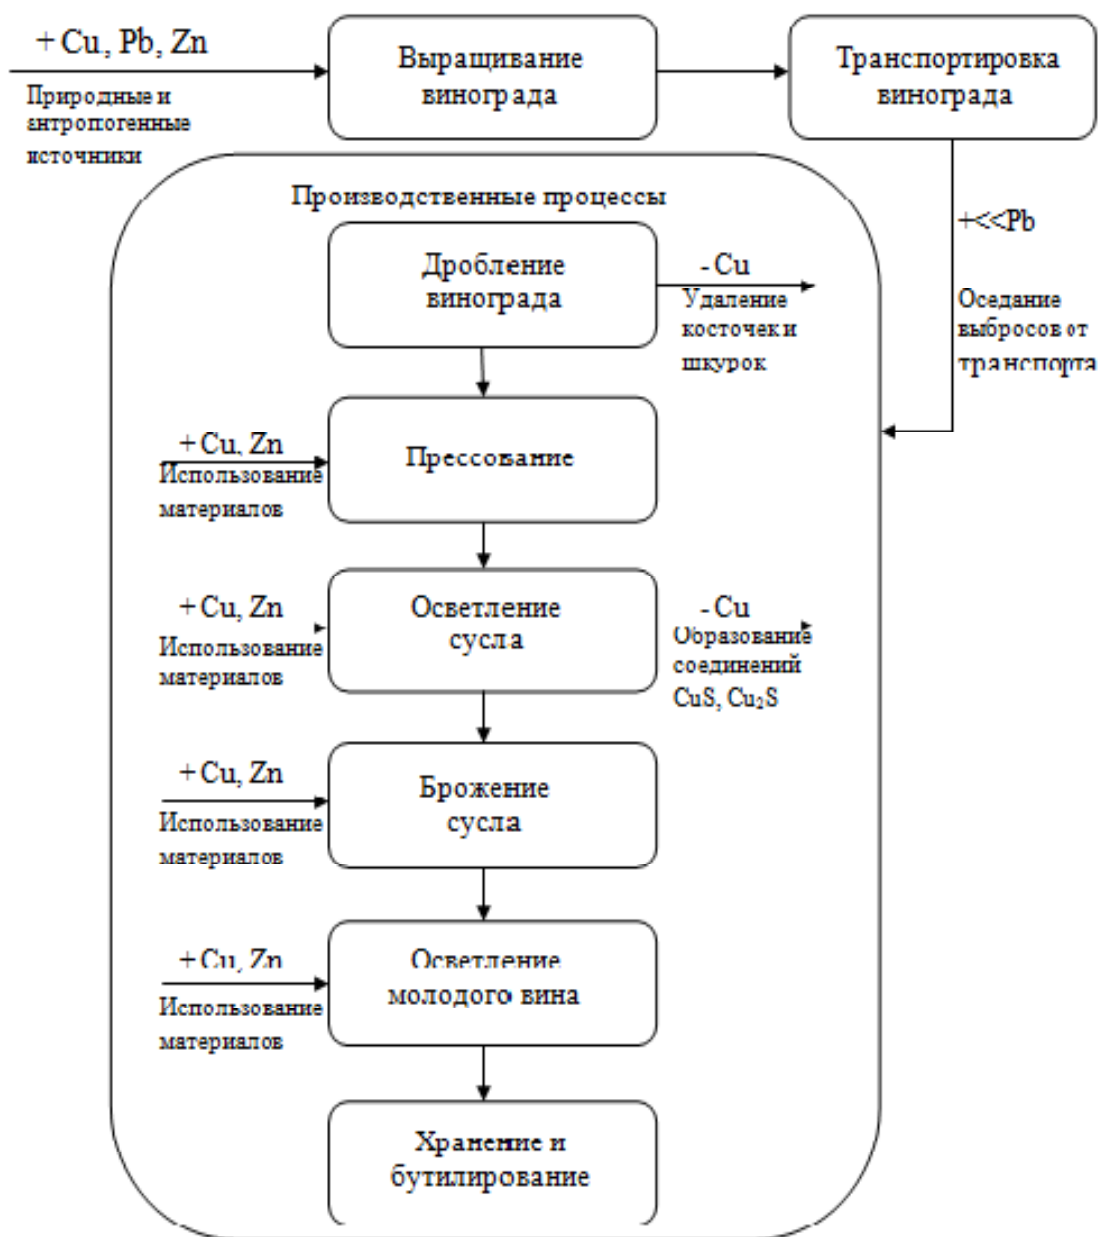 + Cu, Pb, Zn
Природные и
антропогенные
источники
Выращивание
винограда
Транспортировка
винограда
+<<Pb
Оседание
выбросов от
транспорта
Производственные процессы
Дробление
винограда
- Cu
Удаление
косточек и
шкурок
+ Cu, Zn
Использование
материалов
Прессование
+ Cu, Zn
Использование
материалов
Осветление
сусла
- Cu
Образование
соединений
CuS, Cu₂S
+ Cu, Zn
Использование
материалов
Брожение
сусла
+ Cu, Zn
Использование
материалов
Осветление
молодого вина
Хранение и
бутилирование